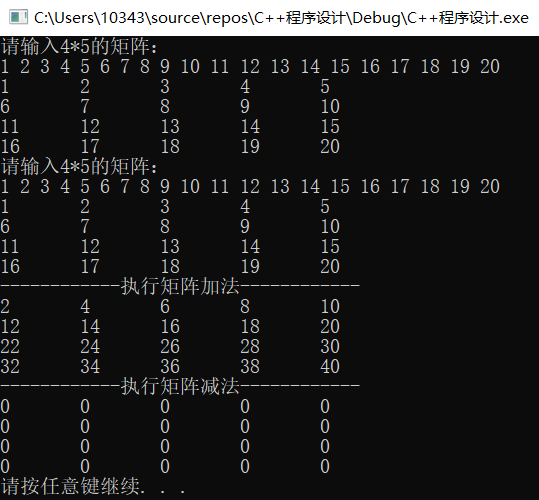 C:\Users\10343\source\repos\C++程序设计\Debug\C++程序设计.exe
请输入4*5的矩阵:
1 2 3 4 5 6 7 8 9 10 11 12 13 14 15 16 17 18 19 20
1 2 3 4 5
6 7 8 9 10
11 12 13 14 15
16 17 18 19 20
请输入4*5的矩阵:
1 2 3 4 5 6 7 8 9 10 11 12 13 14 15 16 17 18 19 20
1 2 3 4 5
6 7 8 9 10
11 12 13 14 15
16 17 18 19 20
------------执行矩阵加法------------
2 4 6 8 10
12 14 16 18 20
22 24 26 28 30
32 34 36 38 40
------------执行矩阵减法------------
0 0 0 0 0
0 0 0 0 0
0 0 0 0 0
0 0 0 0 0
请按任意键继续. . .